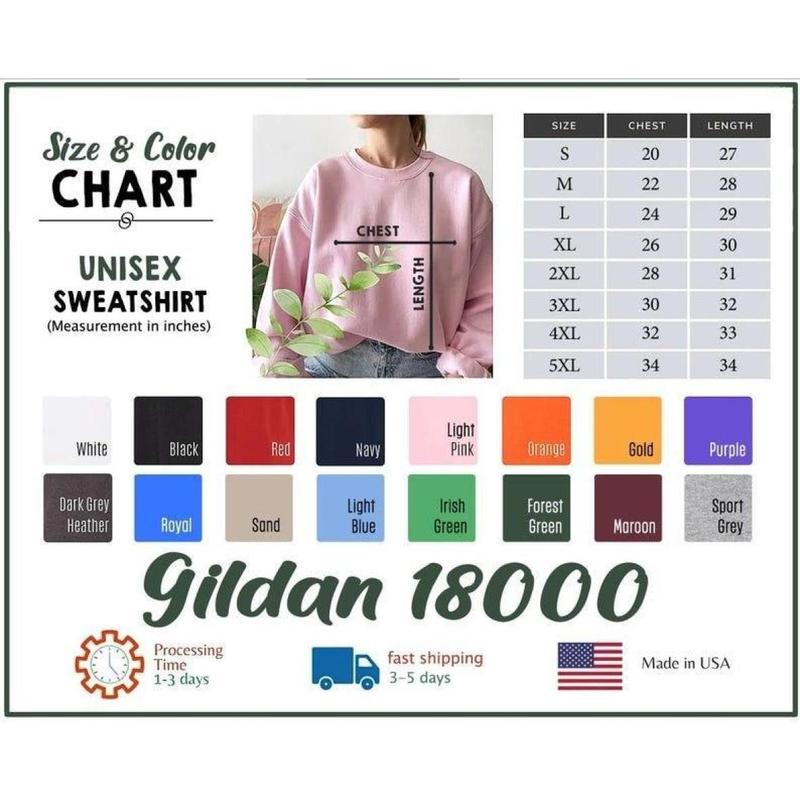 Size & Color
CHART
UNISEX
SWEATSHIRT
(Measurement in inches)
CHEST
LENGTH
SIZE CHEST LENGTH
S 20 27
M 22 28
L 24 29
XL 26 30
2XL 28 31
3XL 30 32
4XL 32 33
5XL 34 34
White
Black
Red
Navy
Light
Pink
Orange
Gold
Purple
Dark Grey
Heather
Royal
Sand
Light
Blue
Irish
Green
Forest
Green
Maroon
Sport
Grey
Gildan 18000
Processing
Time
1-3 days
fast shipping
3-5 days
Made in USA